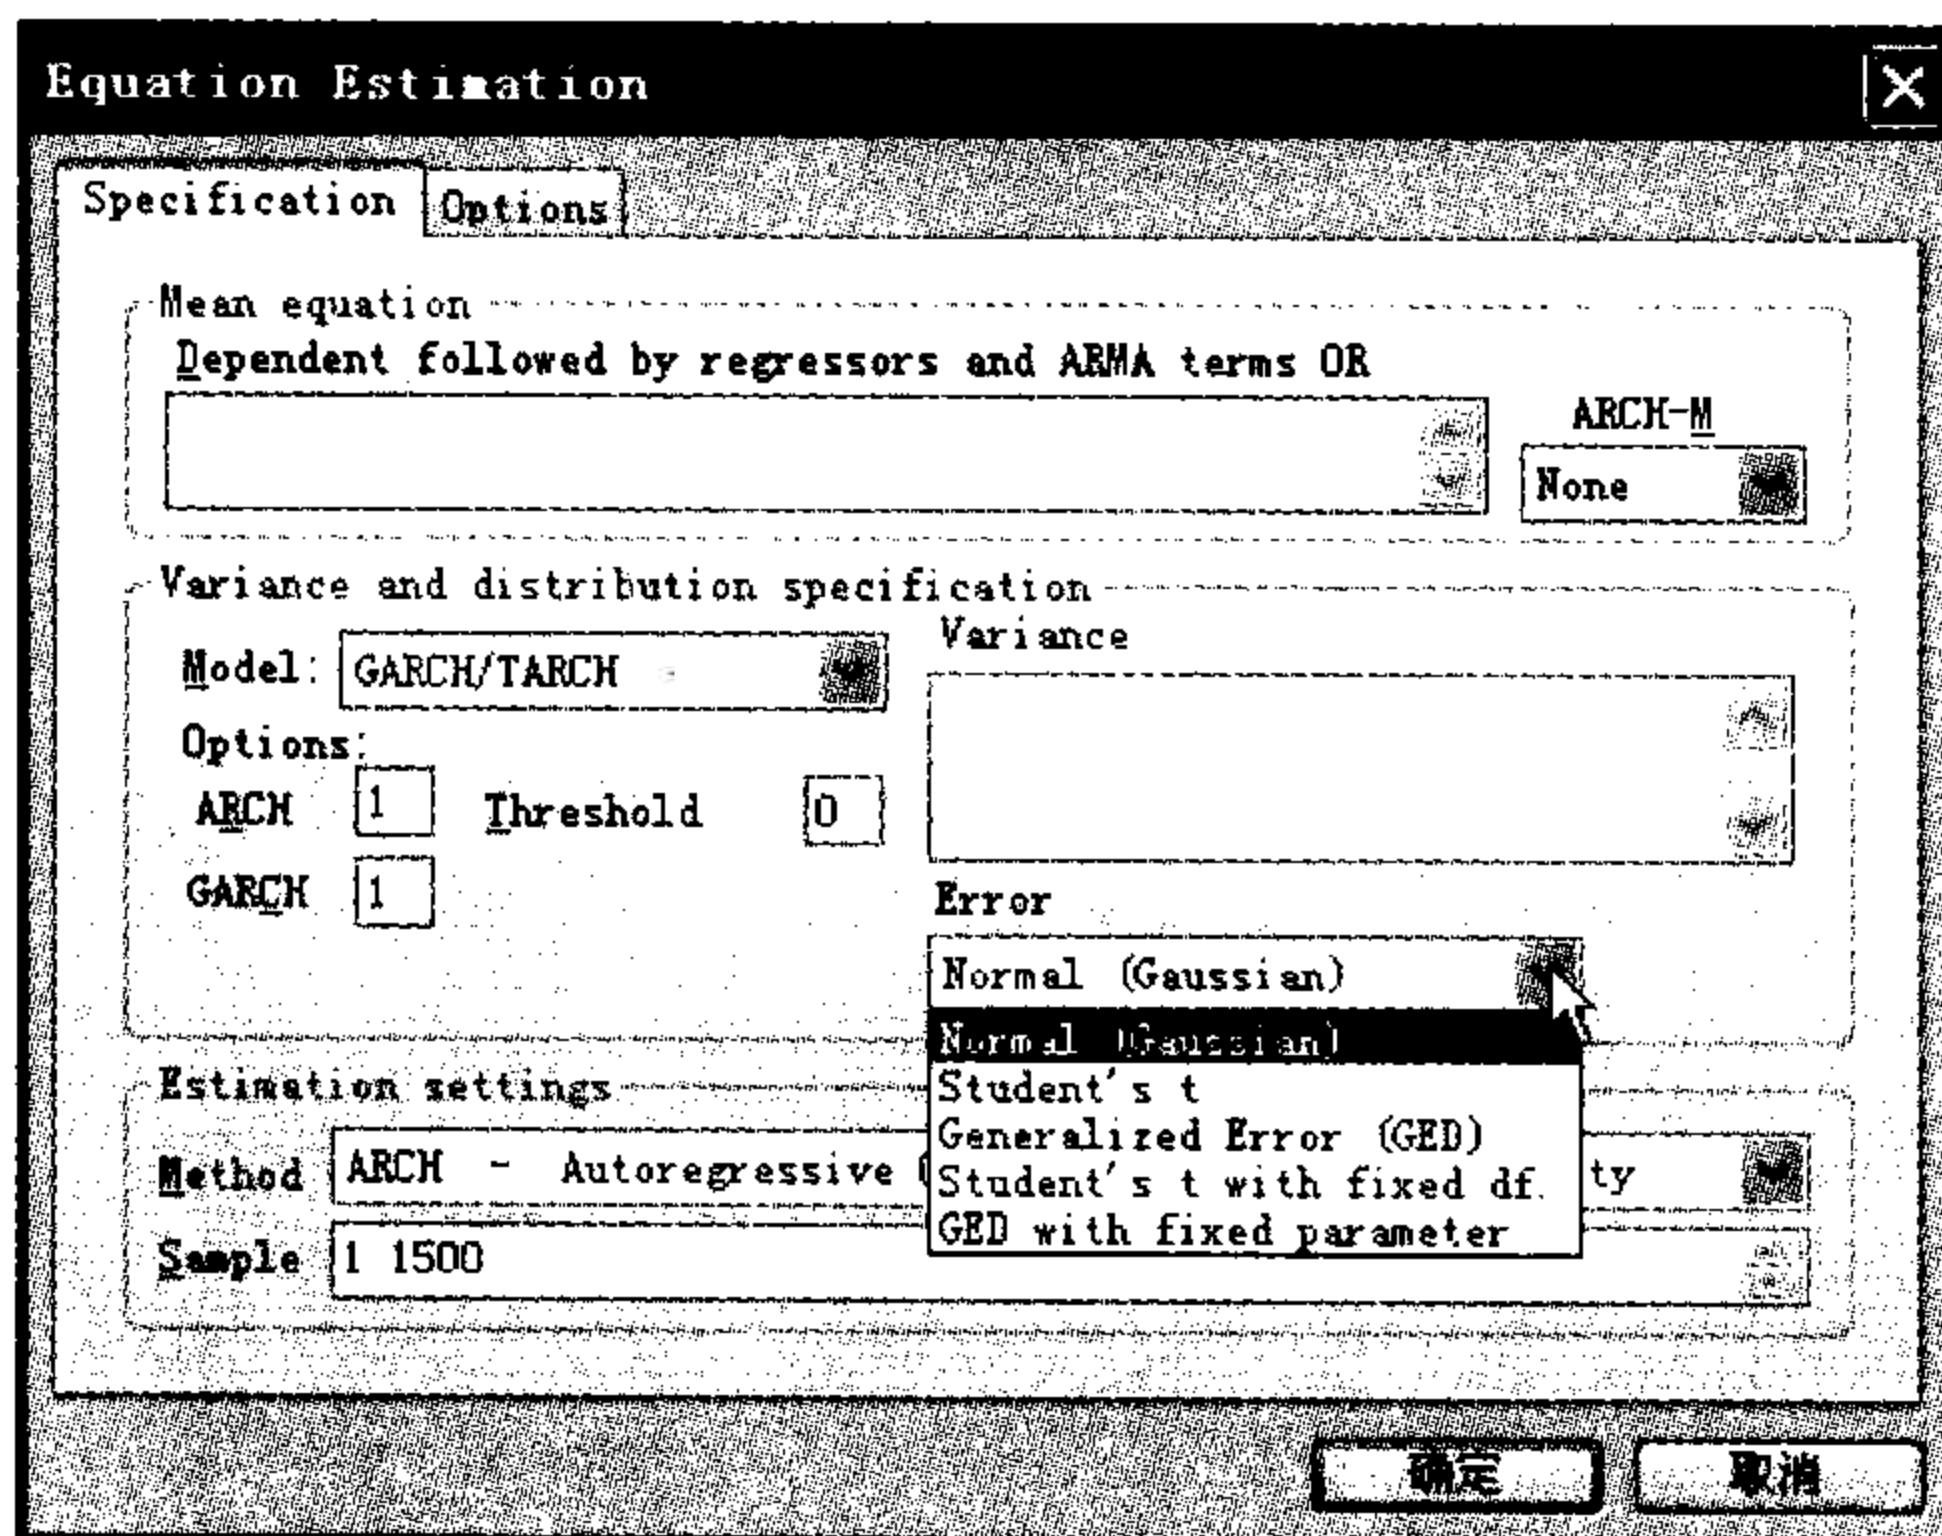 Equation Estimation
Specification
Options
Mean equation
Dependent followed by regressors and ARMA terms OR
ARCH-M
None
Variance and distribution specification
Variance
Model: GARCH/TARCH
Options:
ARCH 1 Threshold 0
GARCH 1
Error
Normal (Gaussian)
Normal (Gaussian)
Student's t
Generalized Error (GED)
Student's t with fixed df.
GED with fixed parameter
Estimation settings
Method ARCH - Autoregressive ty
Sample 1 1500
确定
取消